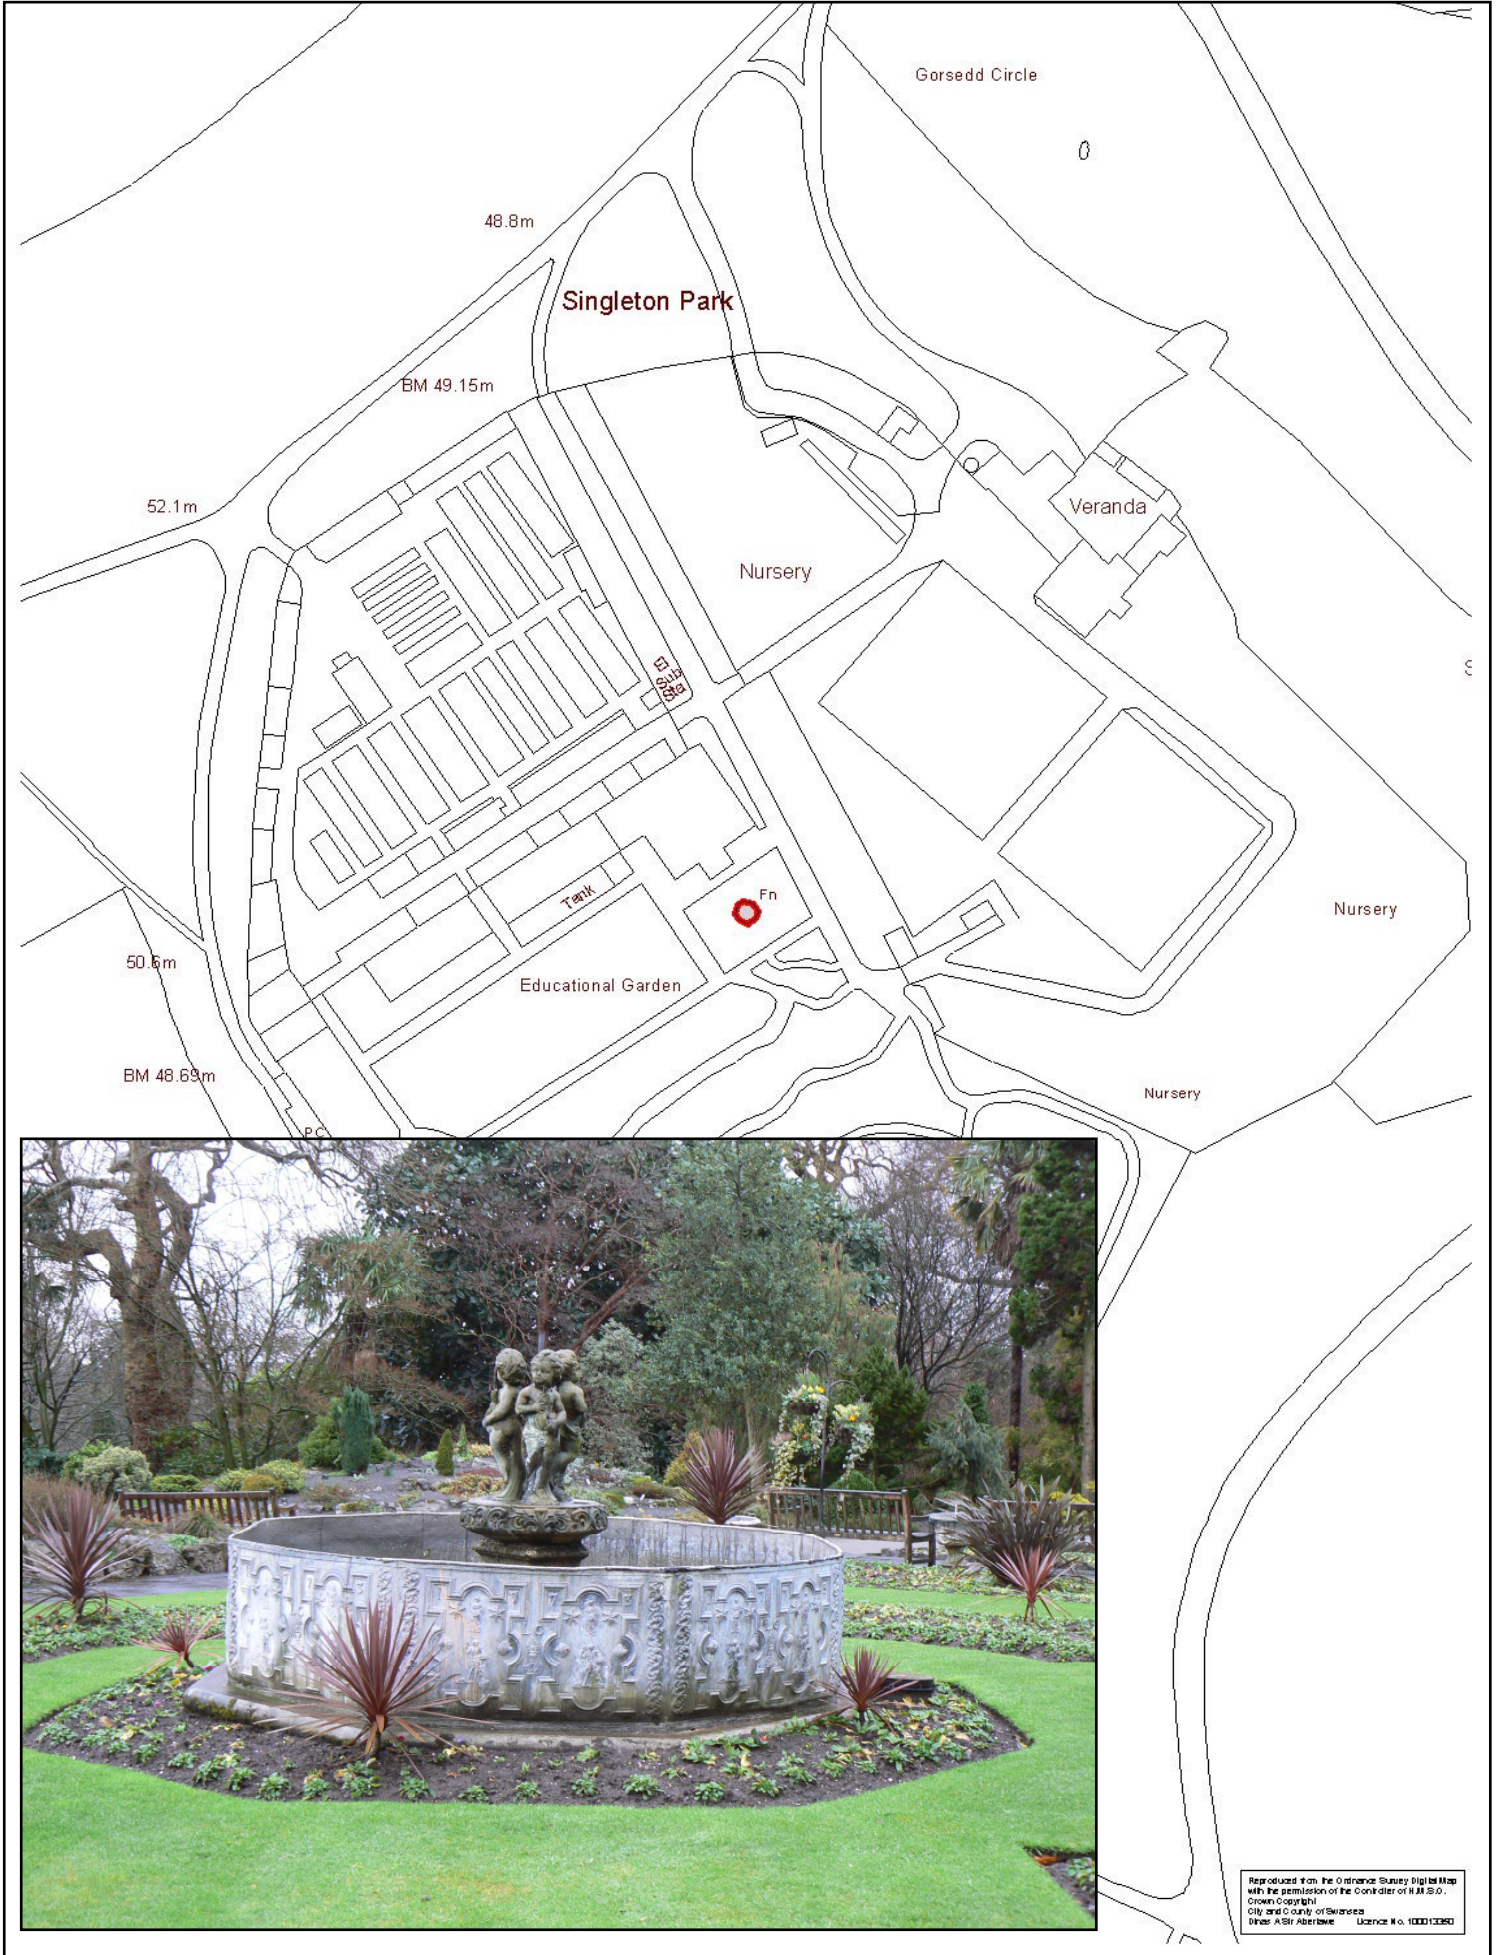 Gorsedd Circle
48.8m
Singleton Park
BM 49.15m
52.1m
Veranda
Nursery
El Sub
Sta
Tank
Fn
Nursery
50.6m
Educational Garden
BM 48.69m
Nursery
PC
Reproduced from the Ordnance Survey Digital Map
with the permission of the Controller of H.M.S.O.
Crown Copyright
City and County of Swansea
Dinas A Sir Abertawe Licence No. 100013350